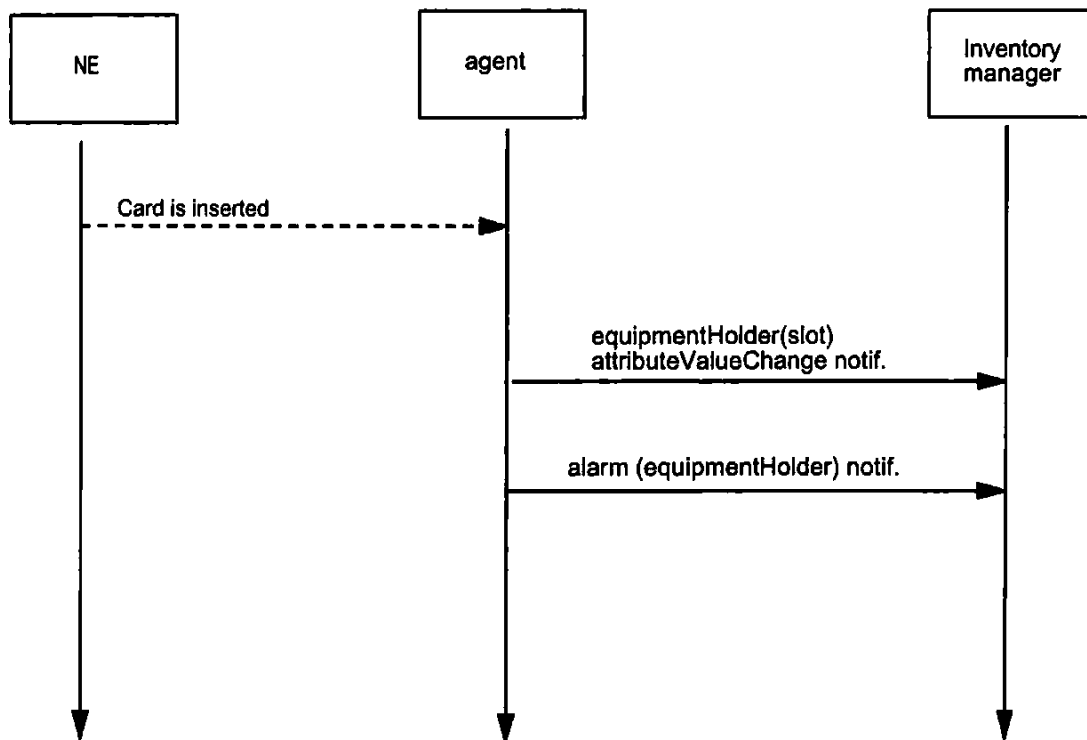 NE
agent
Inventory
manager
Card is inserted
equipmentHolder(slot)
attributeValueChange notif.
alarm (equipmentHolder) notif.